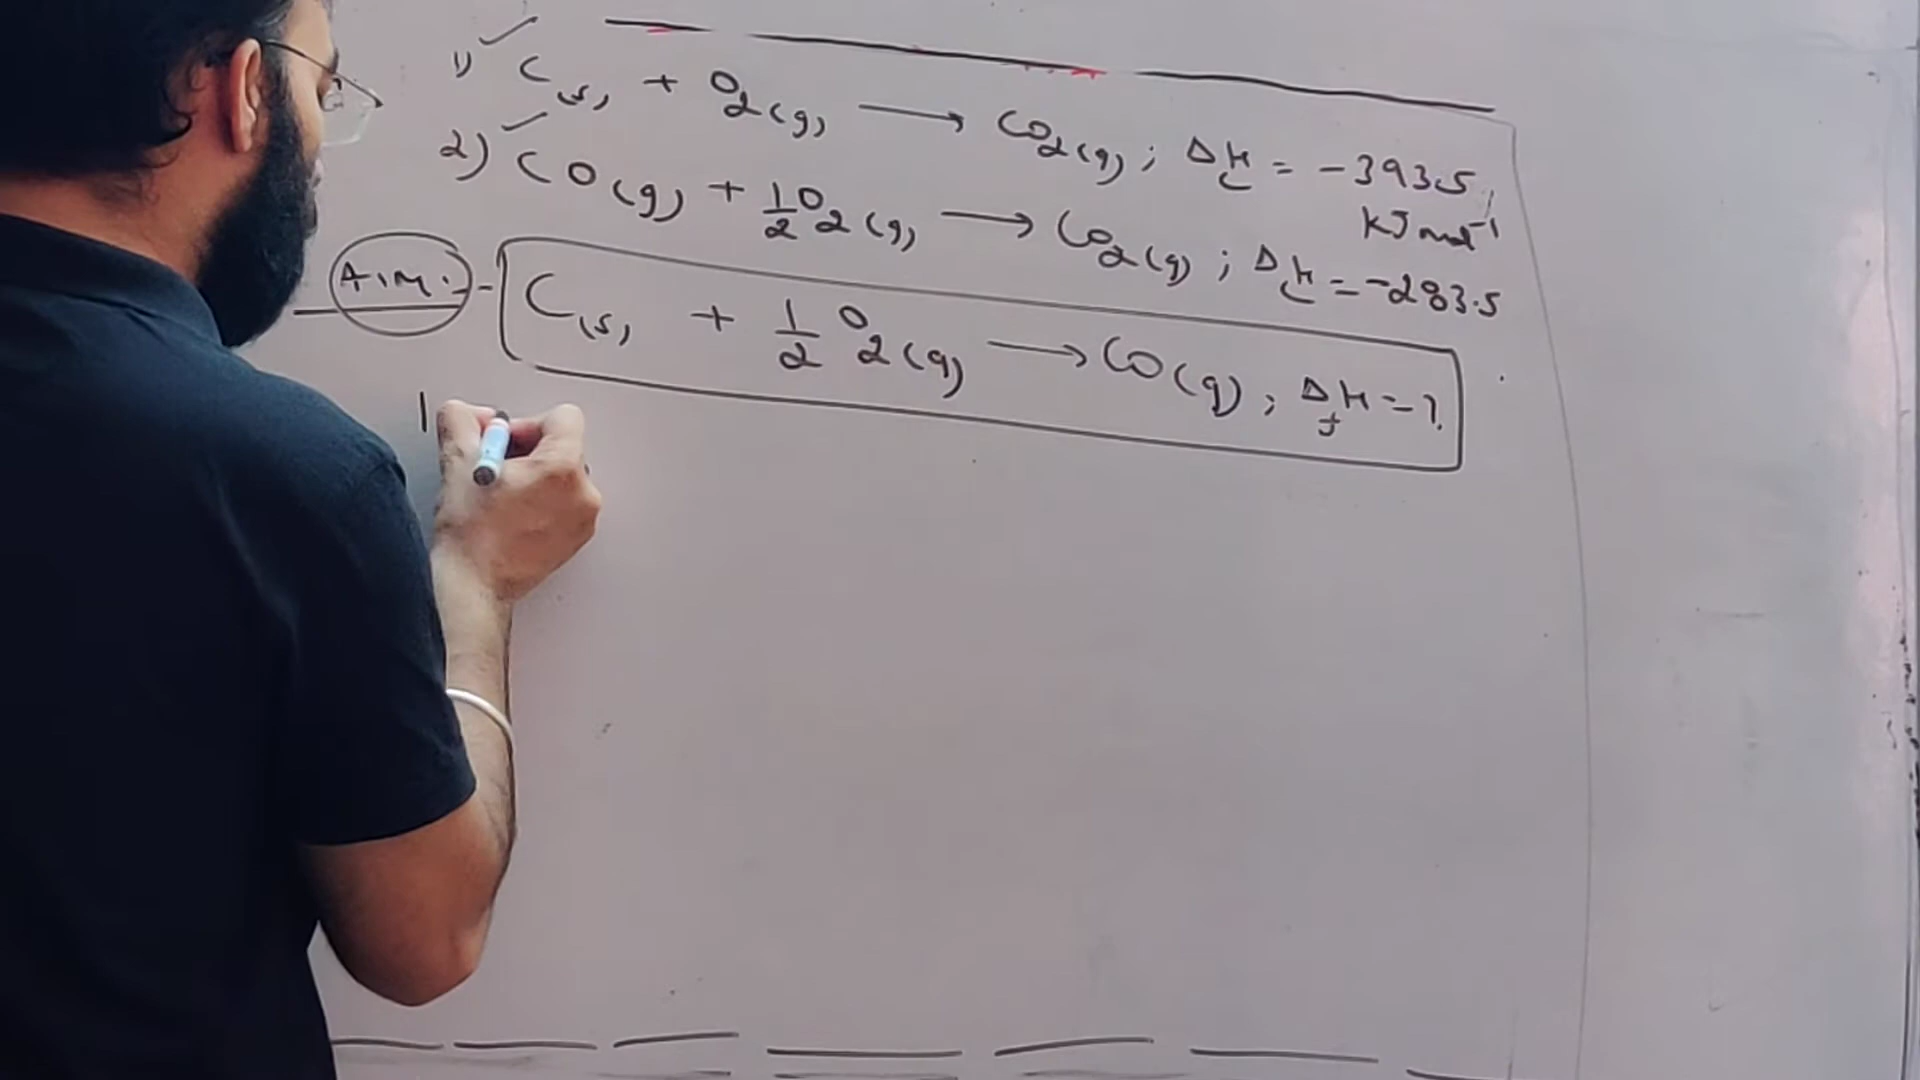 1) C(s) + O2(g) → CO2(g) ; ΔcH = -393.5
kJ mol⁻¹
2) CO(g) + 1/2 O2(g) → CO2(g) ; ΔcH = -283.5
Aim :- C(s) + 1/2 O2(g) → CO(g) ; ΔfH = ?